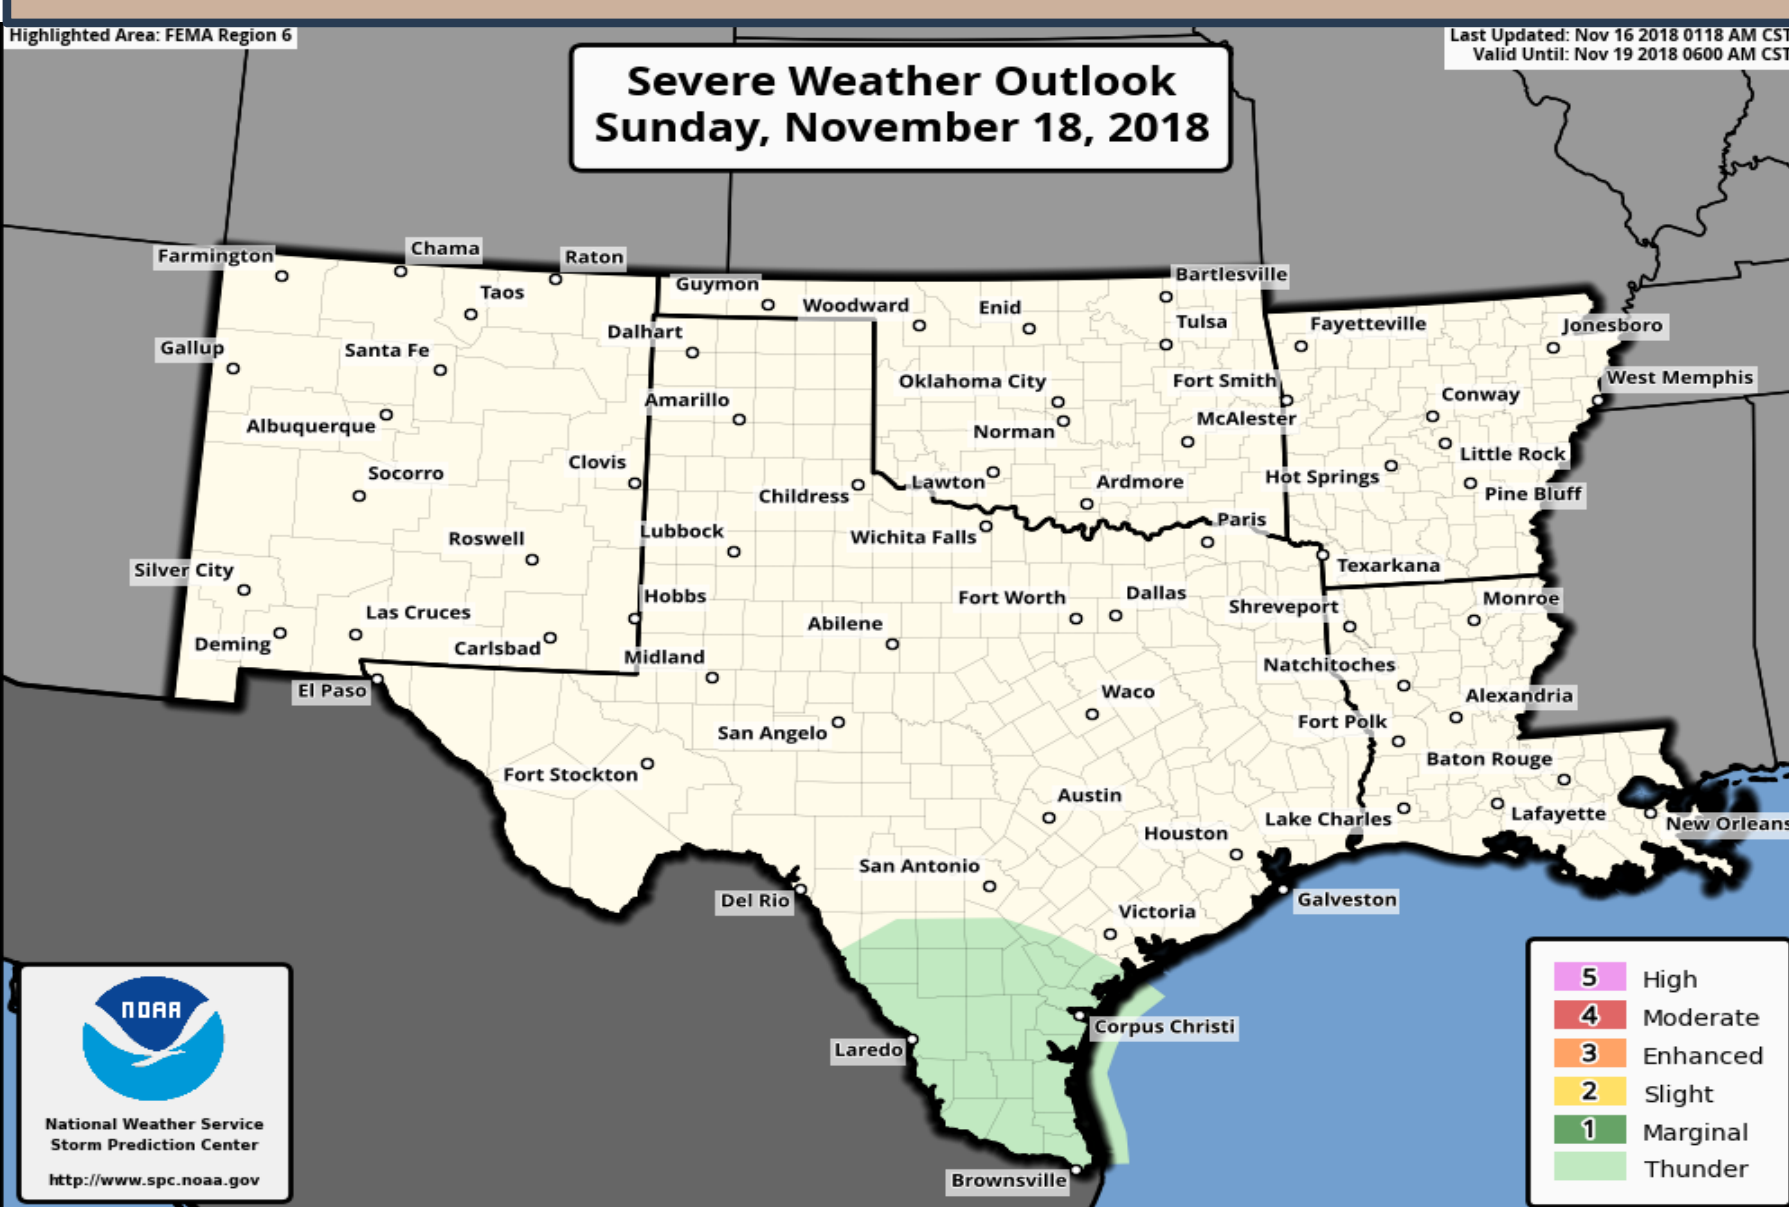 Highlighted Area: FEMA Region 6
Last Updated: Nov 16 2018 0118 AM CST
Valid Until: Nov 19 2018 0600 AM CST
Severe Weather Outlook
Sunday, November 18, 2018
Farmington
Chama
Raton
Taos
Guymon
Woodward
Enid
Bartlesville
Tulsa
Fayetteville
Jonesboro
Gallup
Santa Fe
Dalhart
Oklahoma City
Fort Smith
West Memphis
Amarillo
Conway
Albuquerque
Norman
McAlester
Little Rock
Socorro
Clovis
Childress
Lawton
Ardmore
Hot Springs
Pine Bluff
Roswell
Lubbock
Wichita Falls
Paris
Texarkana
Silver City
Las Cruces
Hobbs
Fort Worth
Dallas
Shreveport
Monroe
Deming
Carlsbad
Abilene
Midland
Natchitoches
El Paso
Waco
Alexandria
San Angelo
Fort Polk
Fort Stockton
Baton Rouge
Austin
Lake Charles
Lafayette
New Orleans
Houston
San Antonio
Del Rio
Victoria
Galveston
Corpus Christi
Laredo
Brownsville
NOAA
National Weather Service
Storm Prediction Center
http://www.spc.noaa.gov
5 High
4 Moderate
3 Enhanced
2 Slight
1 Marginal
Thunder